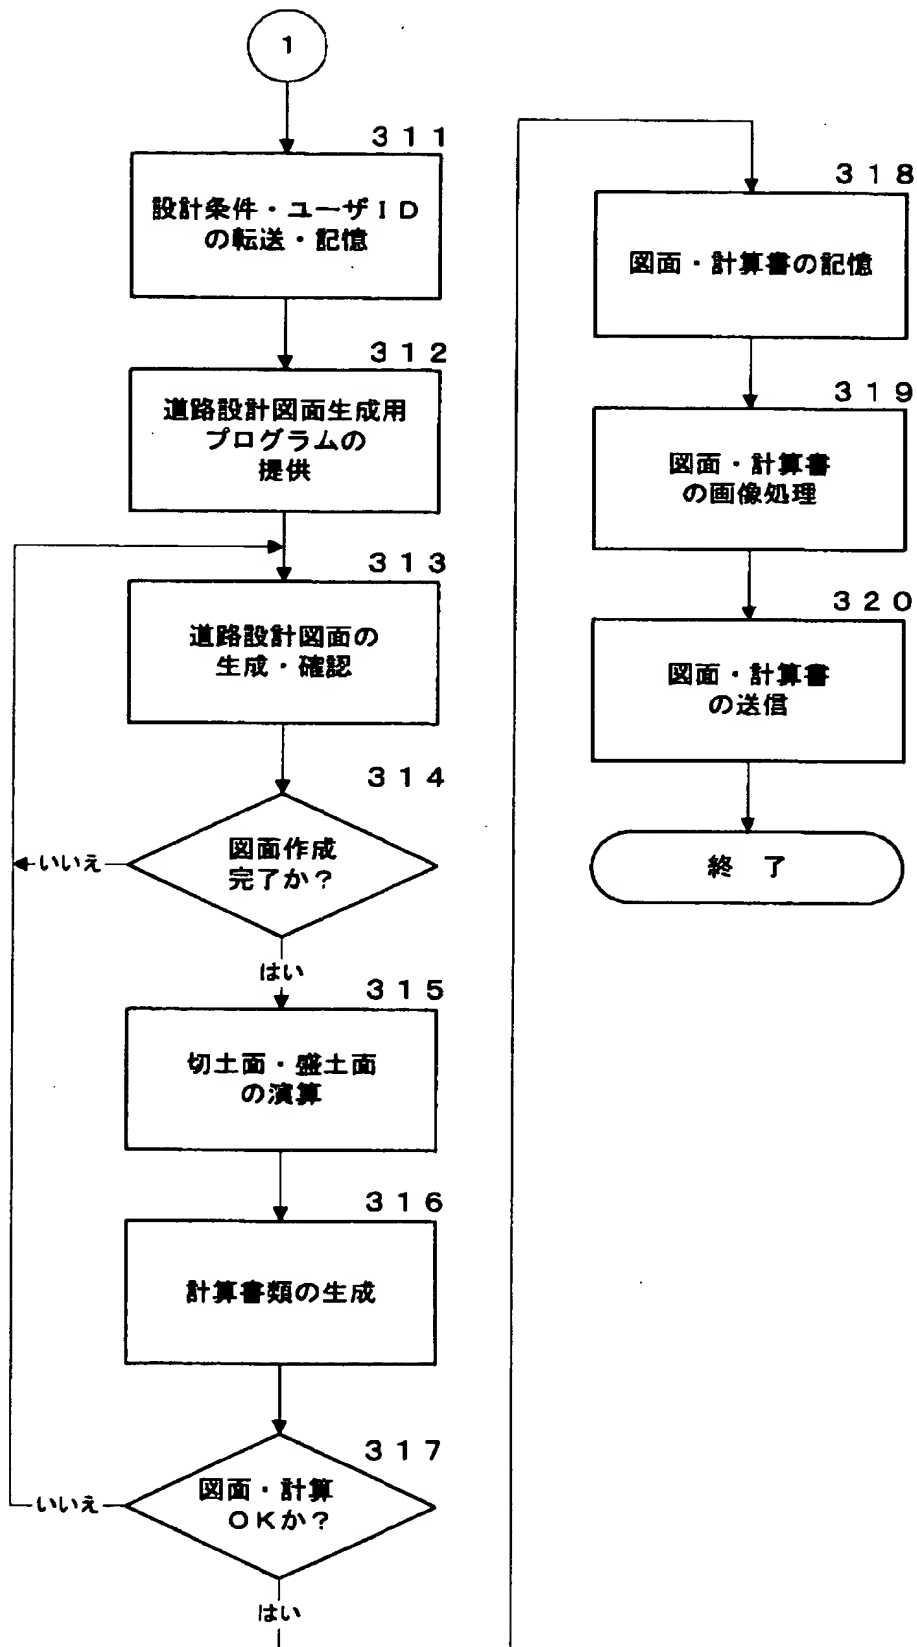 1
３１１
設計条件・ユーザＩＤ
の転送・記憶
３１２
道路設計図面生成用
プログラムの
提供
３１３
道路設計図面の
生成・確認
３１４
図面作成
完了か？
いいえ
はい
３１５
切土面・盛土面
の演算
３１６
計算書類の生成
３１７
図面・計算
ＯＫか？
いいえ
はい
３１８
図面・計算書の記憶
３１９
図面・計算書
の画像処理
３２０
図面・計算書
の送信
終　了